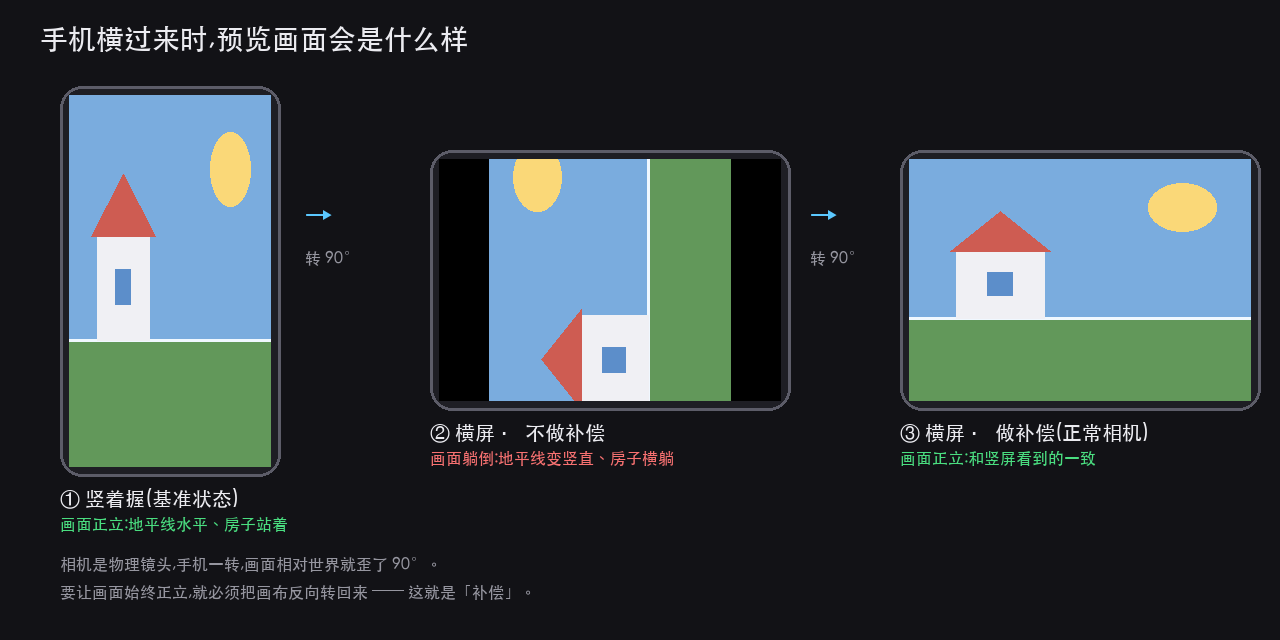 手机横过来时,预览画面会是什么样
转 90°
转 90°
② 横屏 · 不做补偿
画面躺倒:地平线变竖直、房子横躺
③ 横屏 · 做补偿(正常相机)
画面正立:和竖屏看到的一致
① 竖着握(基准状态)
画面正立:地平线水平、房子站着
相机是物理镜头,手机一转,画面相对世界就歪了 90° 。
要让画面始终正立,就必须把画布反向转回来 —— 这就是「补偿」。